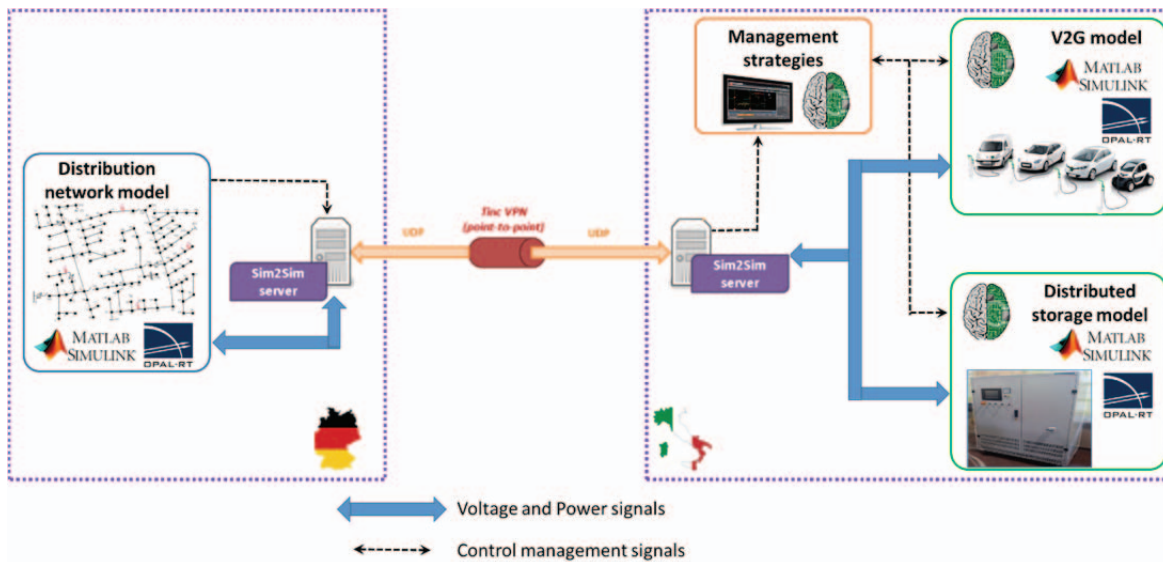 Distribution
network model
MATLAB
SIMULINK
OPAL-RT
Sim2Sim
server
UDP
Tinc VPN
(point-to-point)
UDP
Sim2Sim
server
Management
strategies
V2G model
MATLAB
SIMULINK
OPAL-RT
Distributed
storage model
MATLAB
SIMULINK
OPAL-RT
Voltage and Power signals
Control management signals